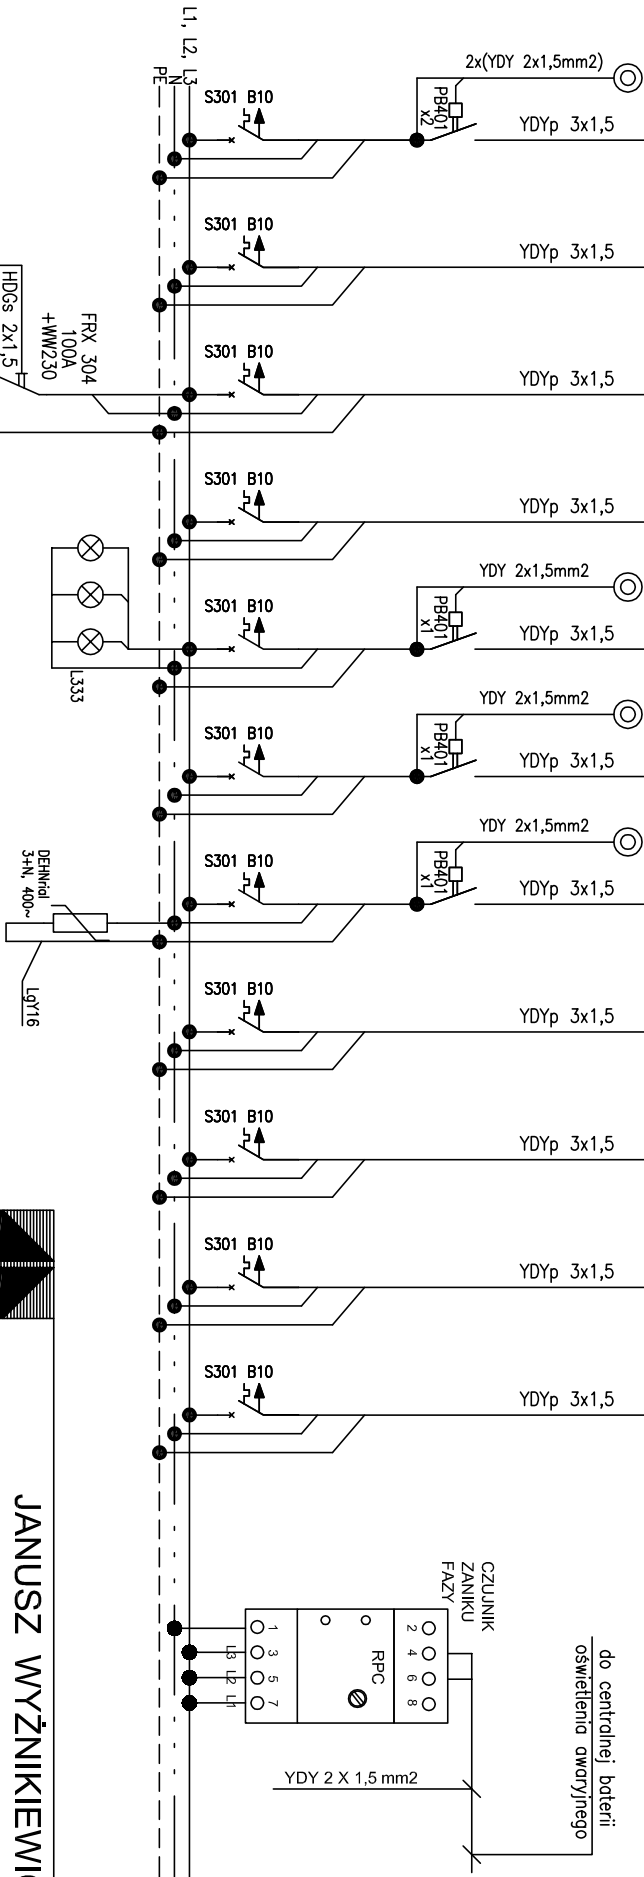 L1, L2, L3
N
PE
2x(YDY 2x1,5mm2)
S301 B10
PB401
x2
YDYp 3x1,5
S301 B10
YDYp 3x1,5
HDGs 2x1,5
FRX 304
100A
+WW230
S301 B10
YDYp 3x1,5
S301 B10
YDYp 3x1,5
YDY 2x1,5mm2
S301 B10
PB401
x1
YDYp 3x1,5
L333
YDY 2x1,5mm2
S301 B10
PB401
x1
YDYp 3x1,5
YDY 2x1,5mm2
DEHNrial
3+N, 400~
S301 B10
PB401
x1
YDYp 3x1,5
LgY16
S301 B10
YDYp 3x1,5
S301 B10
YDYp 3x1,5
S301 B10
YDYp 3x1,5
S301 B10
YDYp 3x1,5
CZUJNIK
ZANIKU
FAZY
1
3
5
7
L3
L2
L1
RPC
2
4
6
8
do centralnej baterii
oświetlenia awaryjnego
YDY 2 X 1,5 mm2
JANUSZ WYŻNIKIEWIC